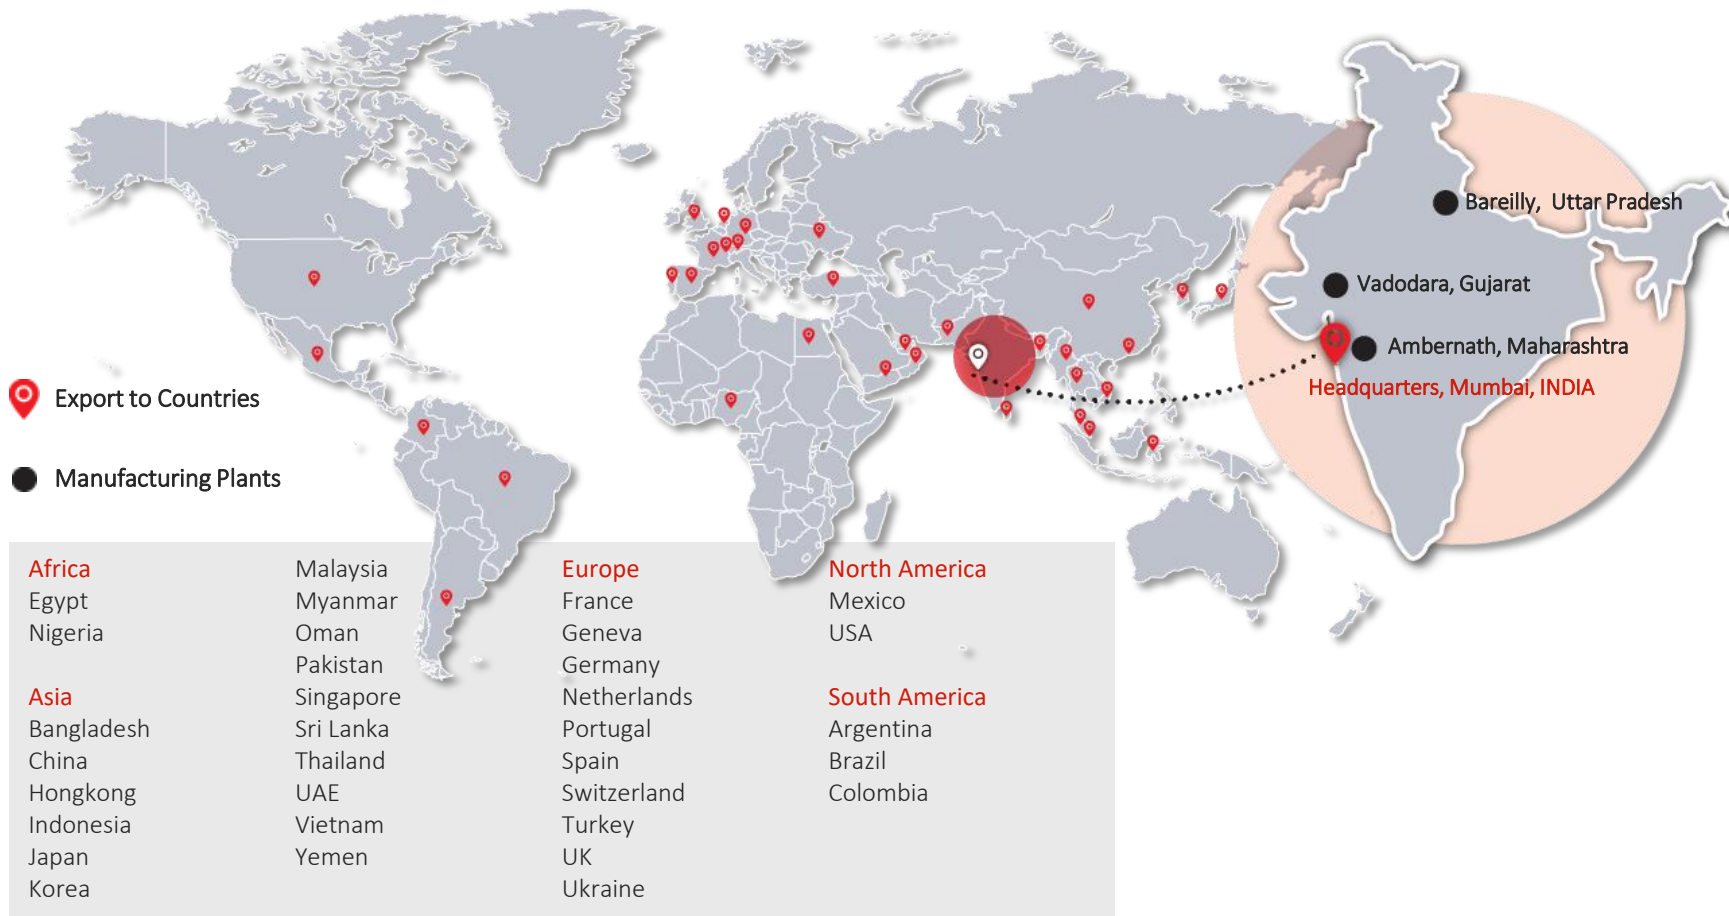 Bareilly, Uttar Pradesh
Vadodara, Gujarat
Ambernath, Maharashtra
Headquarters, Mumbai, INDIA
Export to Countries
Manufacturing Plants
Africa
Egypt
Nigeria
Asia
Bangladesh
China
Hongkong
Indonesia
Japan
Korea
Malaysia
Myanmar
Oman
Pakistan
Singapore
Sri Lanka
Thailand
UAE
Vietnam
Yemen
Europe
France
Geneva
Germany
Netherlands
Portugal
Spain
Switzerland
Turkey
UK
Ukraine
North America
Mexico
USA
South America
Argentina
Brazil
Colombia